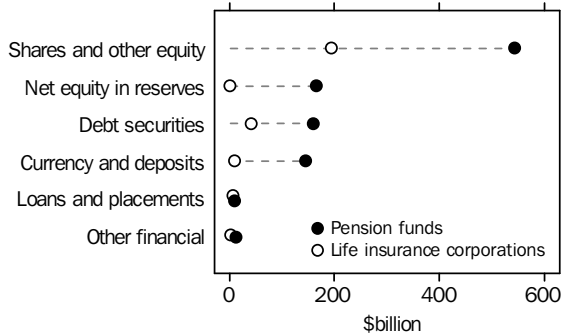 Shares and other equity
Net equity in reserves
Debt securities
Currency and deposits
Loans and placements
Other financial
Pension funds
Life insurance corporations
0 200 400 600
$billion